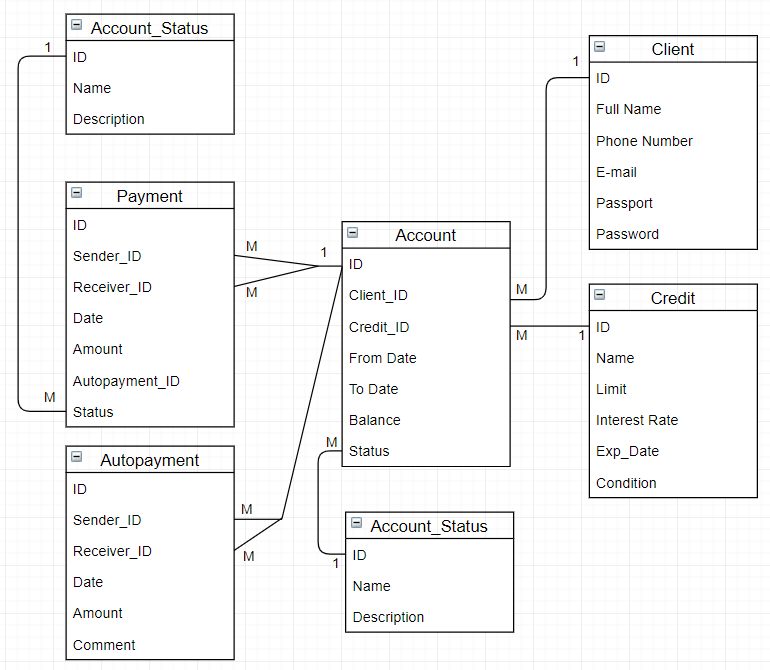 Account_Status
1
ID
Name
Description
Payment
ID
Sender_ID
Receiver_ID
Date
Amount
Autopayment_ID
Status
M
M
M
1
Autopayment
ID
Sender_ID
Receiver_ID
Date
Amount
Comment
M
M
Account
ID
Client_ID
Credit_ID
From Date
To Date
Balance
Status
M
M
M
Account_Status
1
ID
Name
Description
Client
1
ID
Full Name
Phone Number
E-mail
Passport
Password
Credit
1
ID
Name
Limit
Interest Rate
Exp_Date
Condition